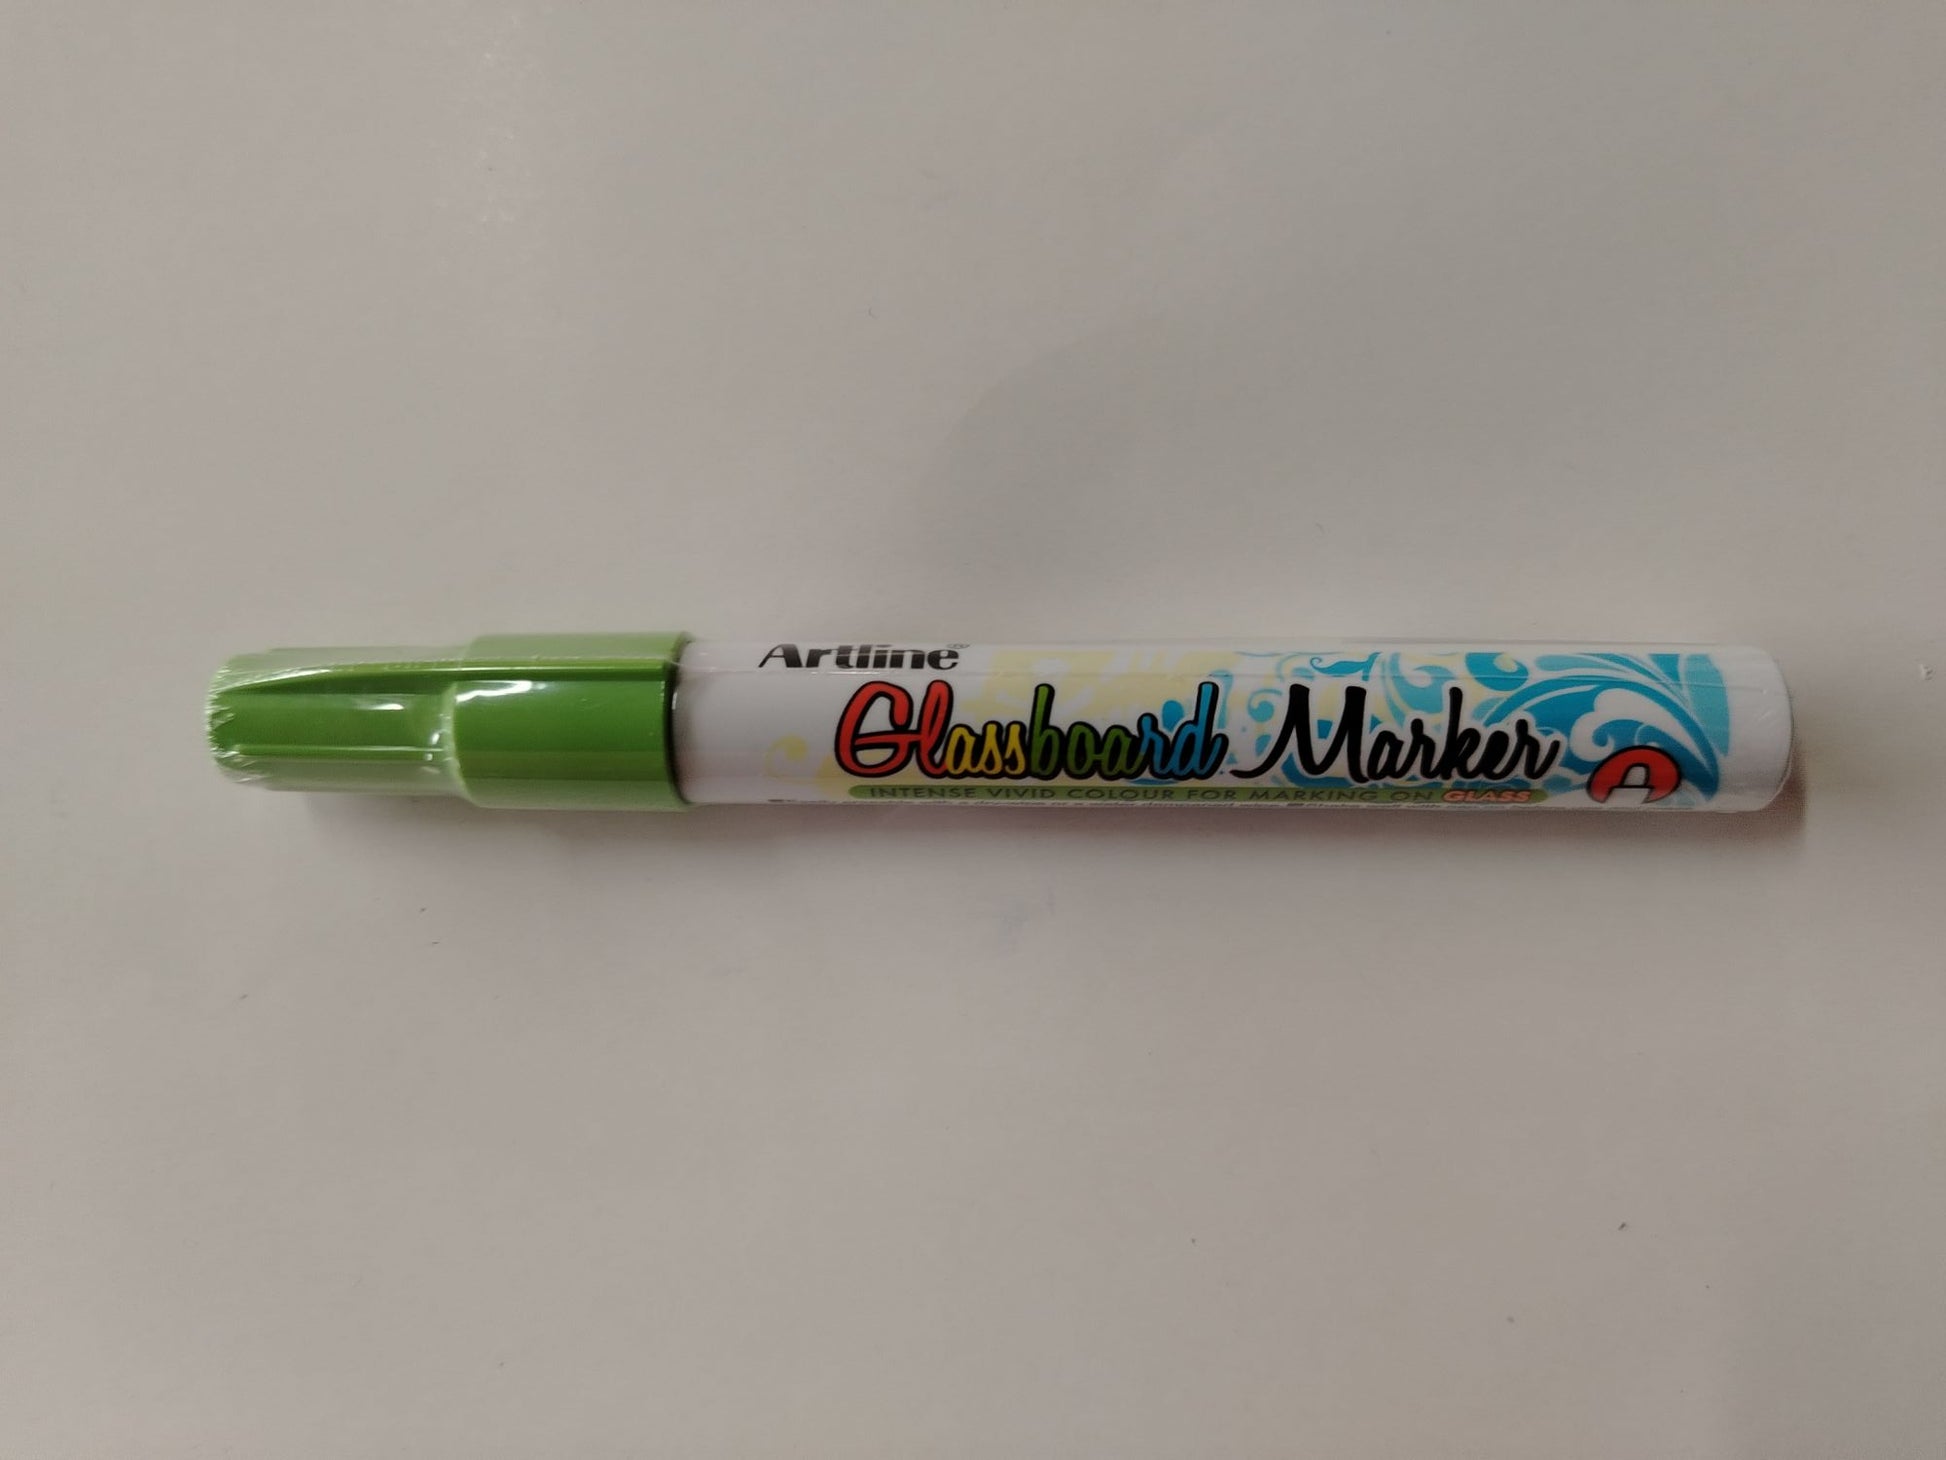 Artline®
Glassboard Marker
INTENSE VIVID COLOUR FOR MARKING ON GLASS